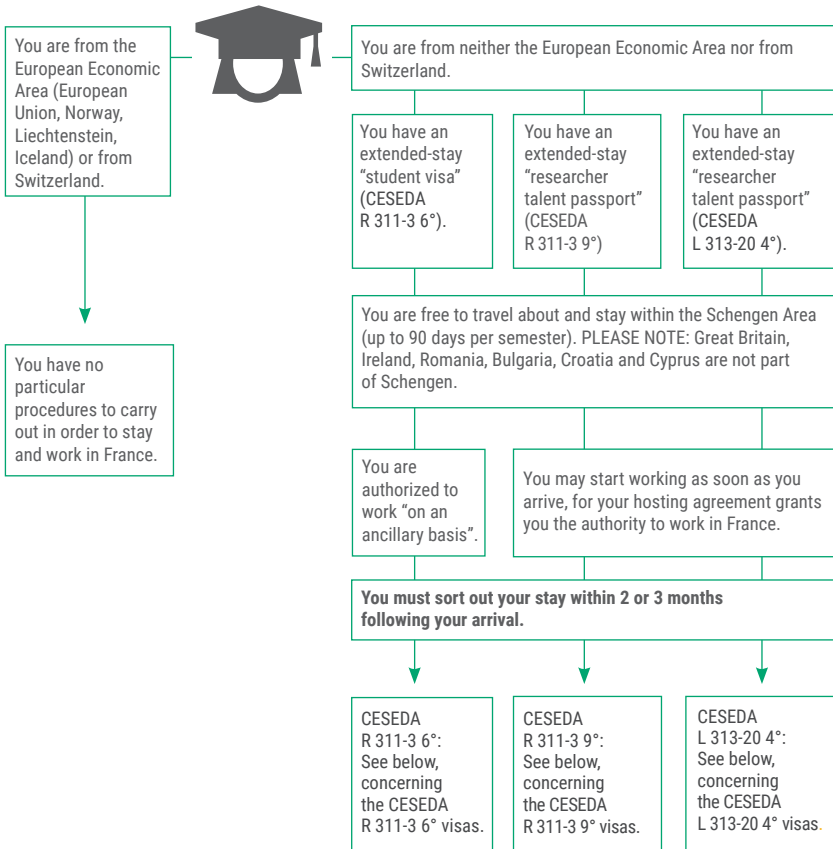 You are from the
European Economic
Area (European
Union, Norway,
Liechtenstein,
Iceland) or from
Switzerland.
You have no
particular
procedures to carry
out in order to stay
and work in France.
You are from neither the European Economic Area nor from
Switzerland.
You have an
extended-stay
“student visa”
(CESEDA
R 311-3 6°).
You have an
extended-stay
“researcher
talent passport”
(CESEDA
R 311-3 9°)
You have an
extended-stay
“researcher
talent passport”
(CESEDA
L 313-20 4°).
You are free to travel about and stay within the Schengen Area
(up to 90 days per semester). PLEASE NOTE: Great Britain,
Ireland, Romania, Bulgaria, Croatia and Cyprus are not part
of Schengen.
You are
authorized to
work “on an
ancillary basis”.
You may start working as soon as you
arrive, for your hosting agreement grants
you the authority to work in France.
You must sort out your stay within 2 or 3 months
following your arrival.
CESEDA
R 311-3 6°:
See below,
concerning
the CESEDA
R 311-3 6° visas.
CESEDA
R 311-3 9°:
See below,
concerning
the CESEDA
R 311-3 9° visas.
CESEDA
L 313-20 4°:
See below,
concerning
the CESEDA
L 313-20 4° visas.